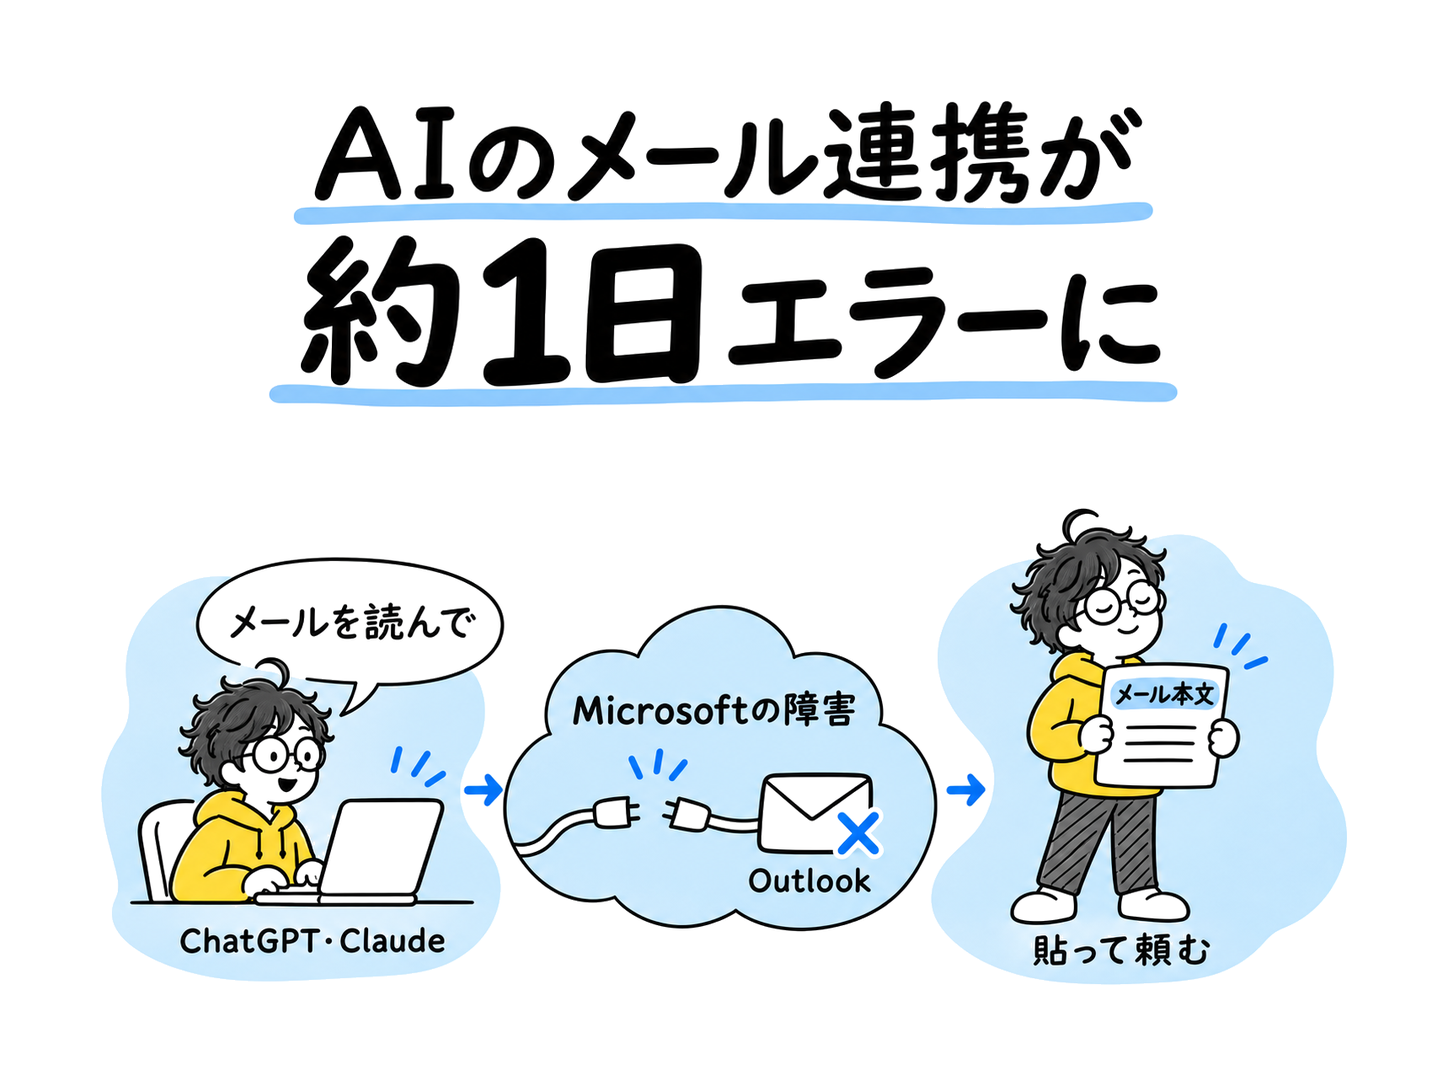 AIのメール連携が
約1日エラーに
メールを読んで
ChatGPT・Claude
Microsoftの障害
Outlook
メール本文
貼って頼む